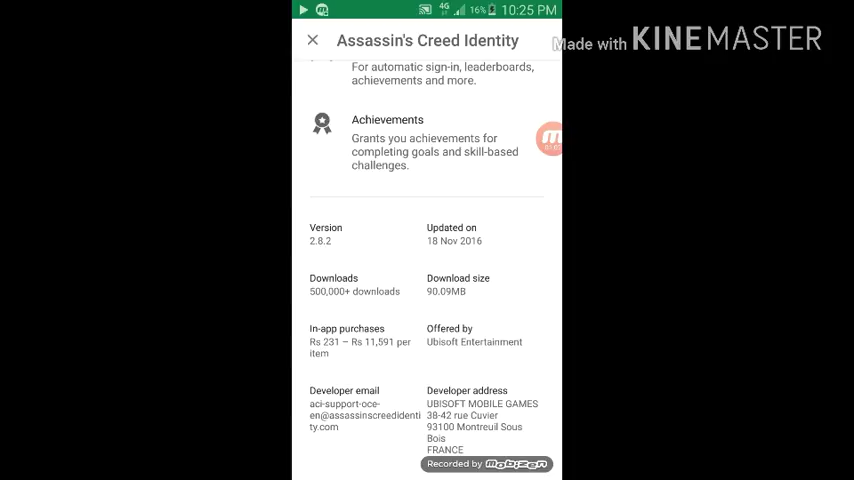 4G 16% 10:25 PM
Assassin's Creed Identity
Made with KINEMASTER
For automatic sign-in, leaderboards,
achievements and more.
Achievements
Grants you achievements for
completing goals and skill-based
challenges.
Version
2.8.2
Updated on
18 Nov 2016
Downloads
500,000+ downloads
Download size
90.09MB
In-app purchases
Rs 231 – Rs 11,591 per
item
Offered by
Ubisoft Entertainment
Developer email
aci-support-oce-
en@assassinscreedidenti
ty.com
Developer address
UBISOFT MOBILE GAMES
38-42 rue Cuvier
93100 Montreuil Sous
Bois
FRANCE
Recorded by mobizen